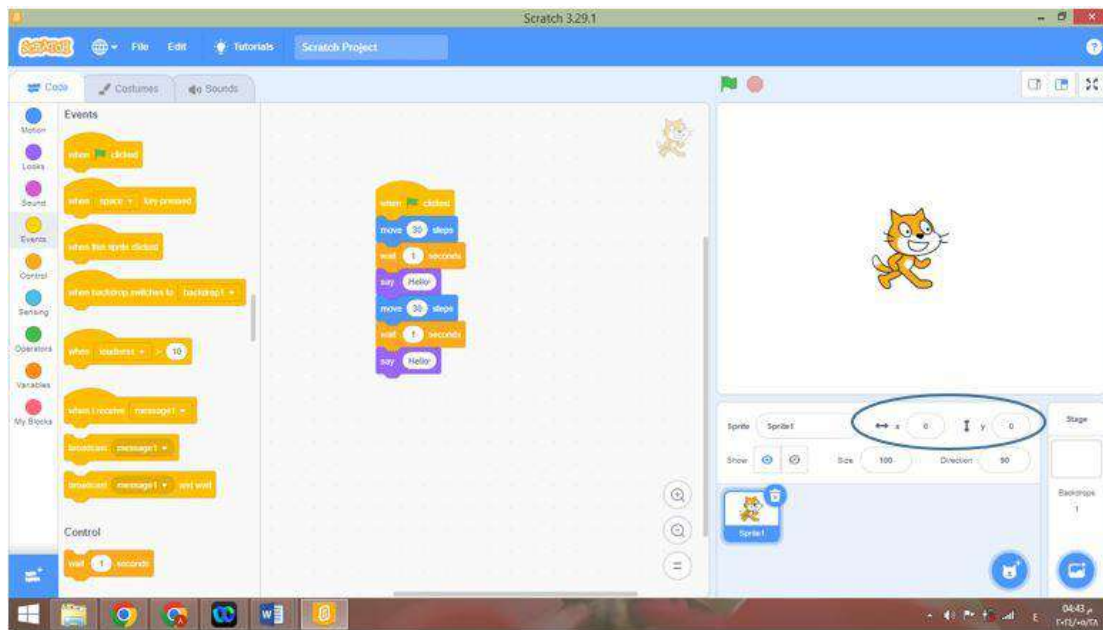 Scratch 3.29.1
SCRATCH File Edit Tutorials Scratch Project
Code Costumes Sounds
Motion
Looks
Sound
Events
Control
Sensing
Operators
Variables
My Blocks
Events
when clicked
when space key pressed
when this sprite clicked
when backdrop switches to backdrop1
when loudness > 10
when I receive message1
broadcast message1
broadcast message1 and wait
Control
wait 1 seconds
when clicked
move 30 steps
wait 1 seconds
say Hello!
move 30 steps
wait 1 seconds
say Hello!
Sprite Sprite1 x 0 y 0
Show Size 100 Direction 90
Sprite1
Stage
Backdrops
1
W
04:43 م
ع